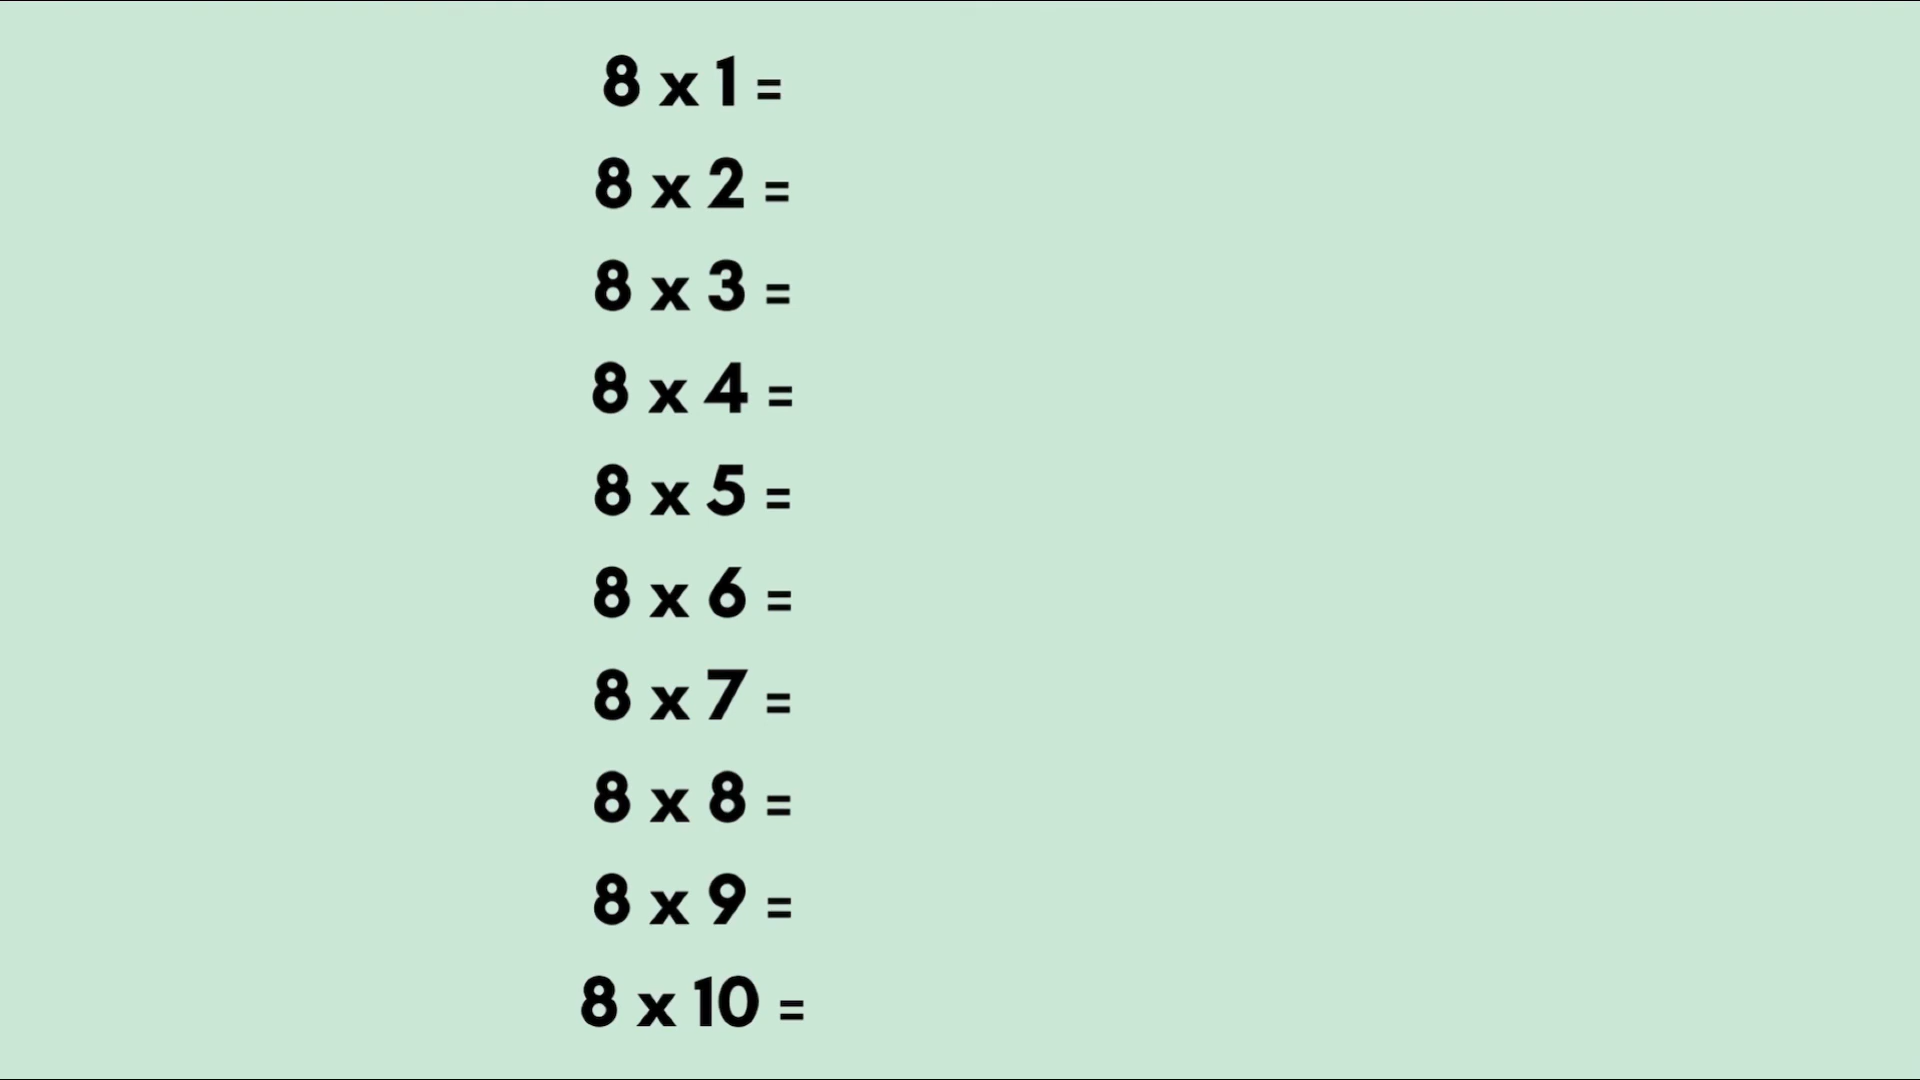 8 x 1 =
8 x 2 =
8 x 3 =
8 x 4 =
8 x 5 =
8 x 6 =
8 x 7 =
8 x 8 =
8 x 9 =
8 x 10 =